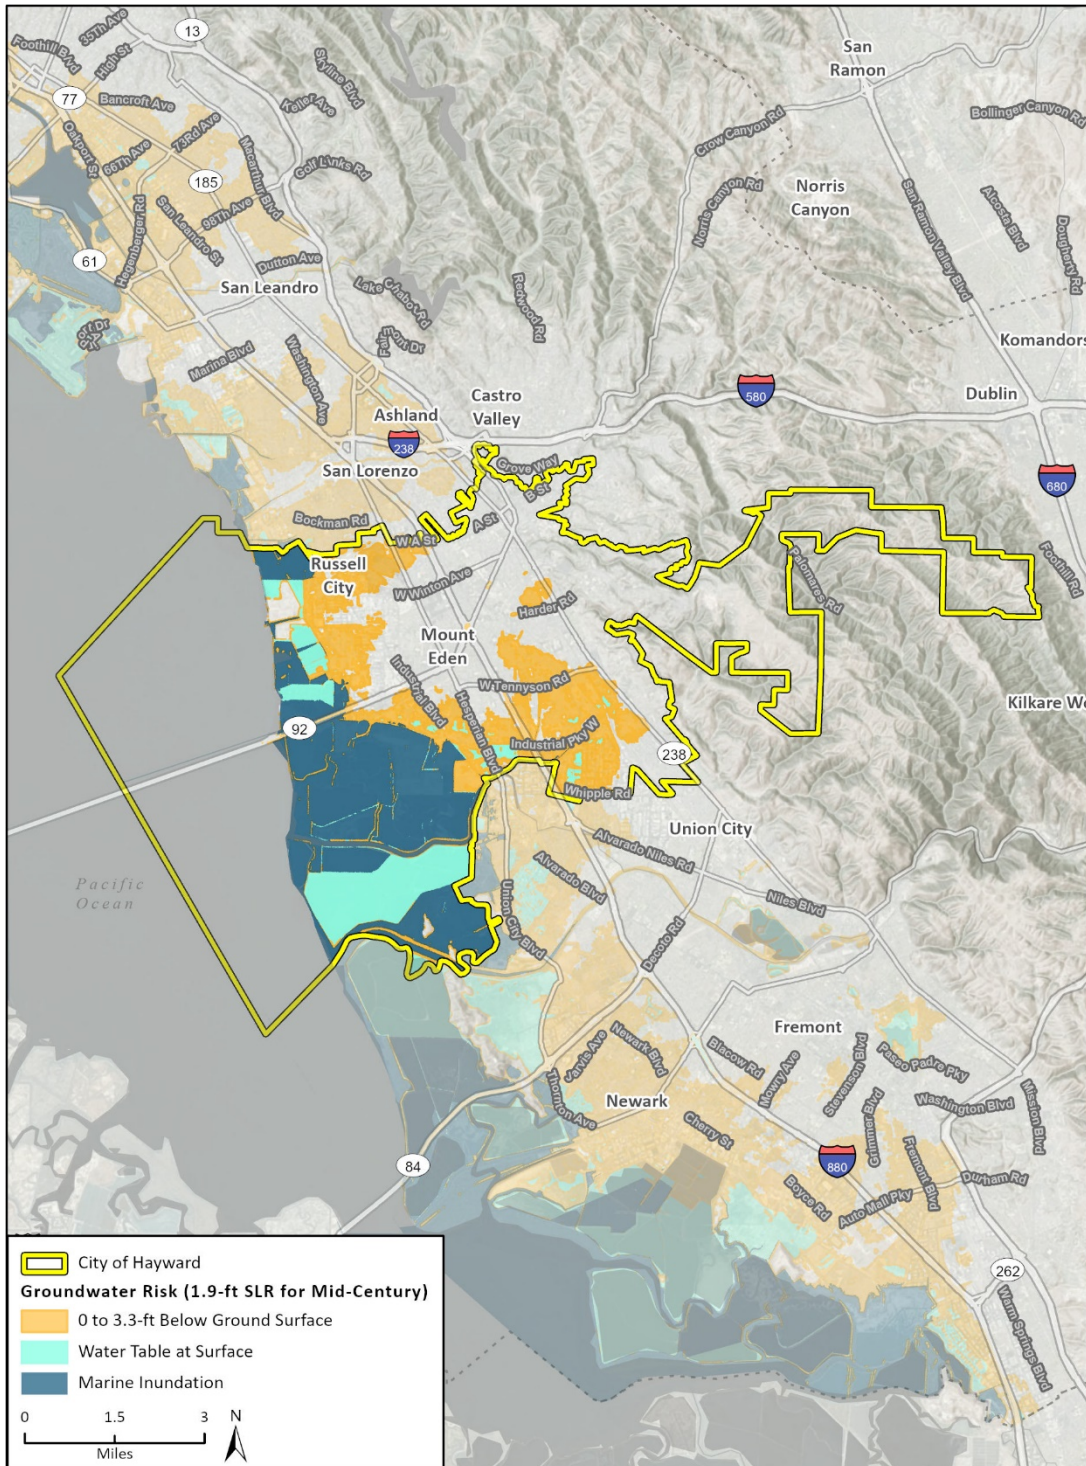 35Th Ave
13
Foothill Blvd
High St
Skyline Blvd
San
Ramon
77
Bancroft Ave
Keller Ave
Bollinger Canyon Rd
Oakport St
73Rd Ave
66Th Ave
Macarthur Blvd
Crow Canyon Rd
Golf Links Rd
185
Norris Canyon Rd
Norris
Canyon
San Ramon Valley Blvd
Alcosta Blvd
Dougherty Rd
98Th Ave
Hegenberger Rd
San Leandro St
61
Dutton Ave
San Leandro
Lake Chabot Rd
Redwood Rd
Fairmont Dr
Komandors
Marina Blvd
Washington Ave
Castro
Valley
580
Dublin
Ashland
238
San Lorenzo
Grove Way
B St
680
Bockman Rd
A St
W A St
Foothill Rd
Russell
City
W Winton Ave
Palomares Rd
Harder Rd
Mount
Eden
W Tennyson Rd
Industrial Blvd
Hesperian Blvd
Kilkare Wo
92
Industrial Pky W
238
Whipple Rd
Union City
Alvarado Niles Rd
Pacific
Ocean
Alvarado Blvd
Niles Blvd
Union City Blvd
Decoto Rd
Fremont
Newark Blvd
Jarvis Ave
Blacow Rd
Mowry Ave
Stevenson Blvd
Paseo Padre Pky
Thornton Ave
Newark
Washington Blvd
Mission Blvd
Cherry St
Grimmer Blvd
Fremont Blvd
84
880
Durham Rd
Boyce Rd
Auto Mall Pky
262
Warm Springs Blvd
City of Hayward
Groundwater Risk (1.9-ft SLR for Mid-Century)
0 to 3.3-ft Below Ground Surface
Water Table at Surface
Marine Inundation
0 1.5 3
Miles
N